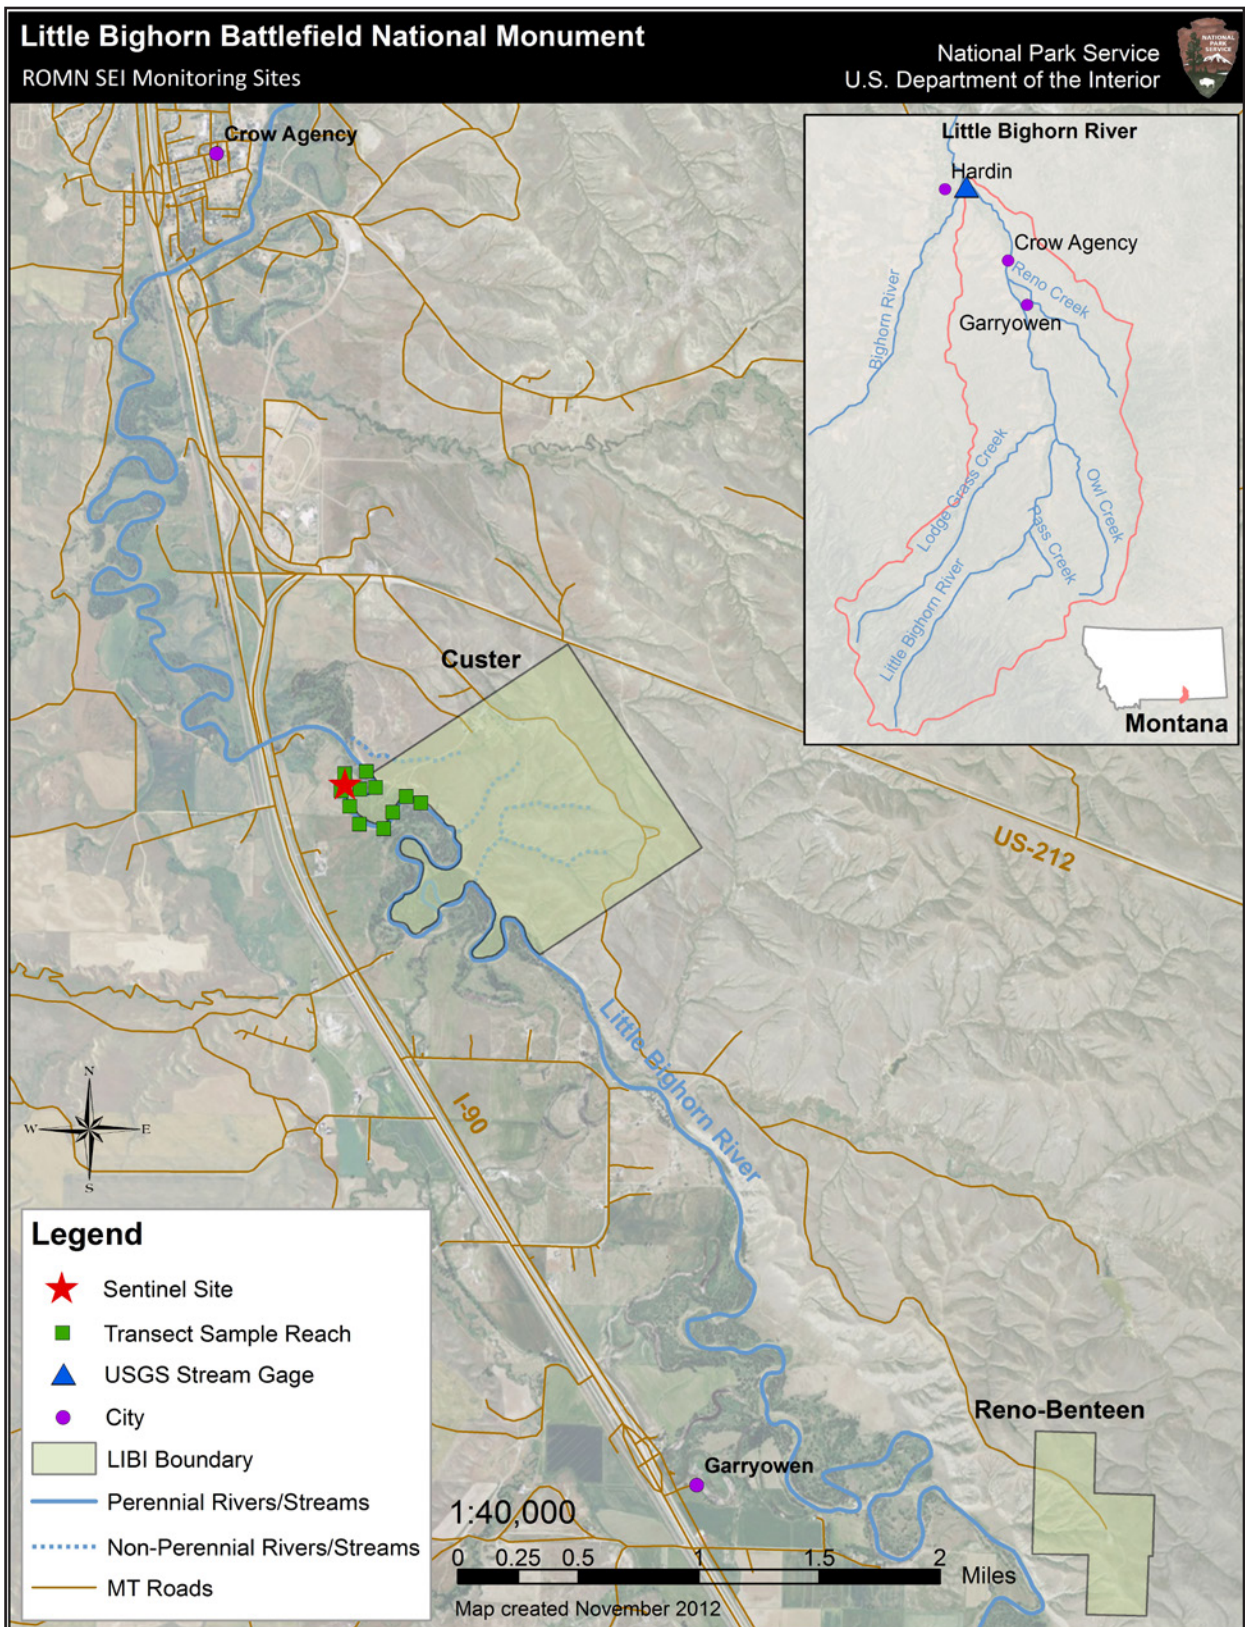 Little Bighorn Battlefield National Monument
ROMN SEI Monitoring Sites
National Park Service
U.S. Department of the Interior
NATIONAL
PARK
SERVICE
Crow Agency
Little Bighorn River
Hardin
Crow Agency
Reno Creek
Garryowen
Bighorn River
Lodge Grass Creek
Owl Creek
Pass Creek
Little Bighorn River
Montana
Custer
US-212
Little Bighorn River
I-90
N
W E
S
Legend
Sentinel Site
Transect Sample Reach
USGS Stream Gage
City
LIBI Boundary
Perennial Rivers/Streams
Non-Perennial Rivers/Streams
MT Roads
Reno-Benteen
Garryowen
1:40,000
0 0.25 0.5 1 1.5 2
Miles
Map created November 2012